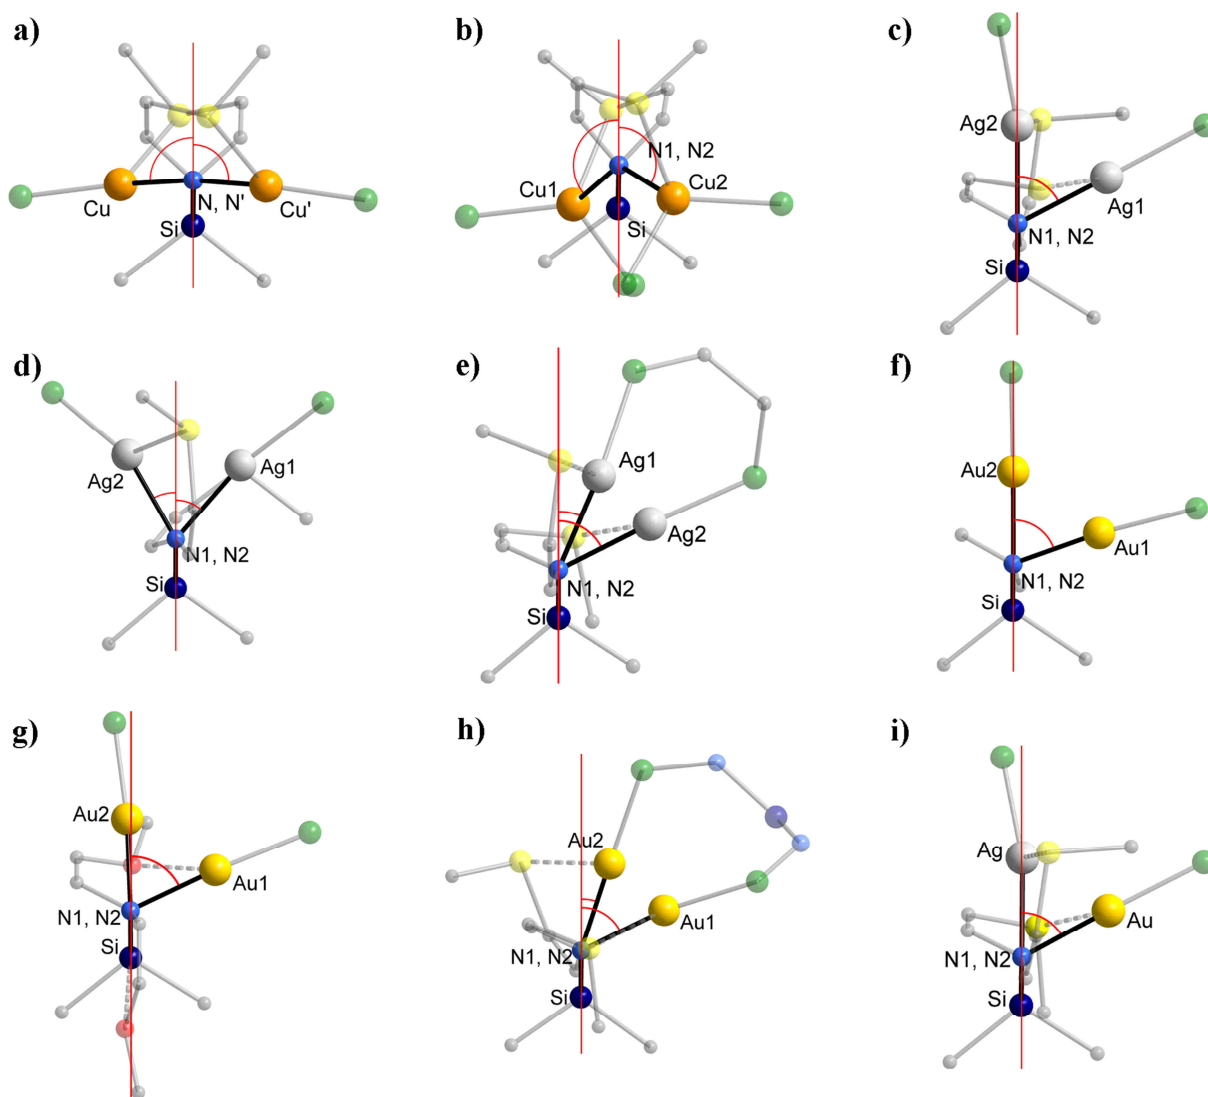 a)
Cu
N, N'
Cu'
Si
b)
N1, N2
Cu1
Cu2
Si
c)
Ag2
Ag1
N1, N2
Si
d)
Ag2
Ag1
N1, N2
Si
e)
Ag1
Ag2
N1, N2
Si
f)
Au2
Au1
N1, N2
Si
g)
Au2
Au1
N1, N2
Si
h)
Au2
Au1
N1, N2
Si
i)
Ag
Au
N1, N2
Si